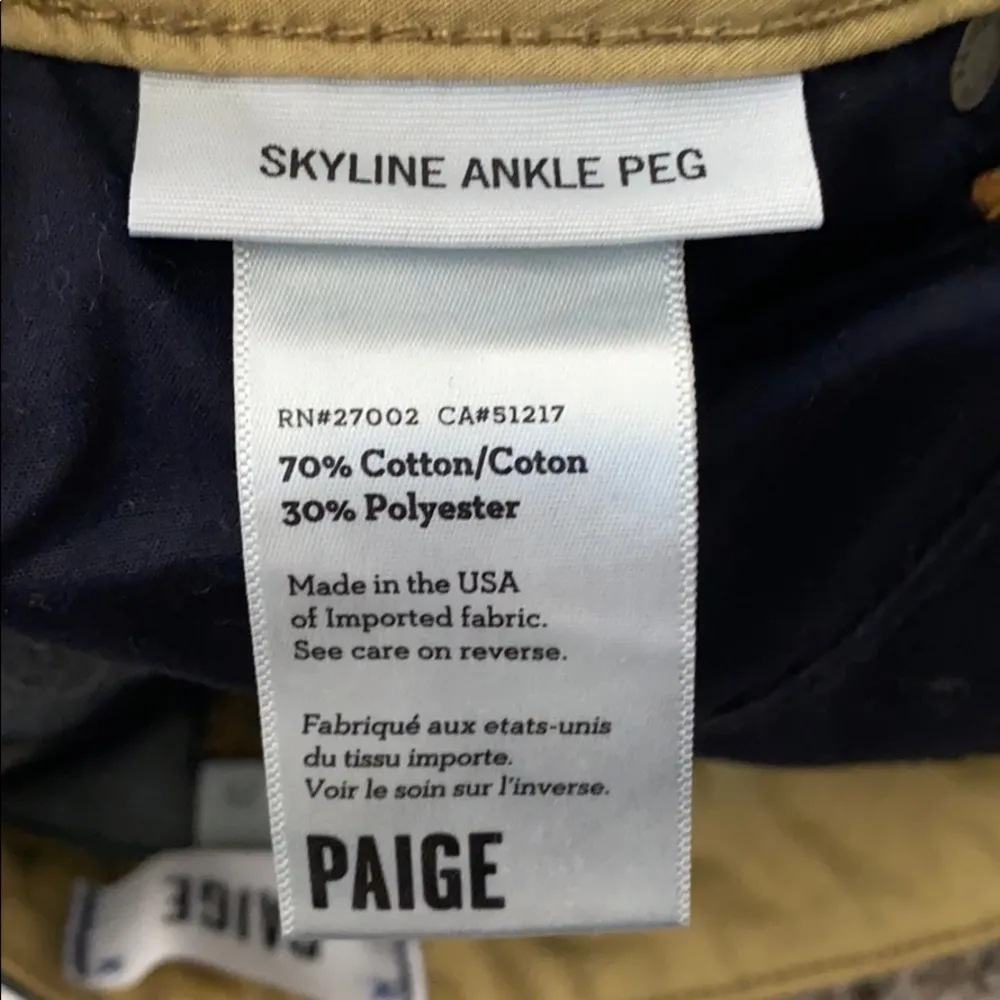 SKYLINE ANKLE PEG
RN#27002 CA#51217
70% Cotton/Coton
30% Polyester
Made in the USA
of Imported fabric.
See care on reverse.
Fabriqué aux etats-unis
du tissu importe.
Voir le soin sur l'inverse.
PAIGE
PAIGE